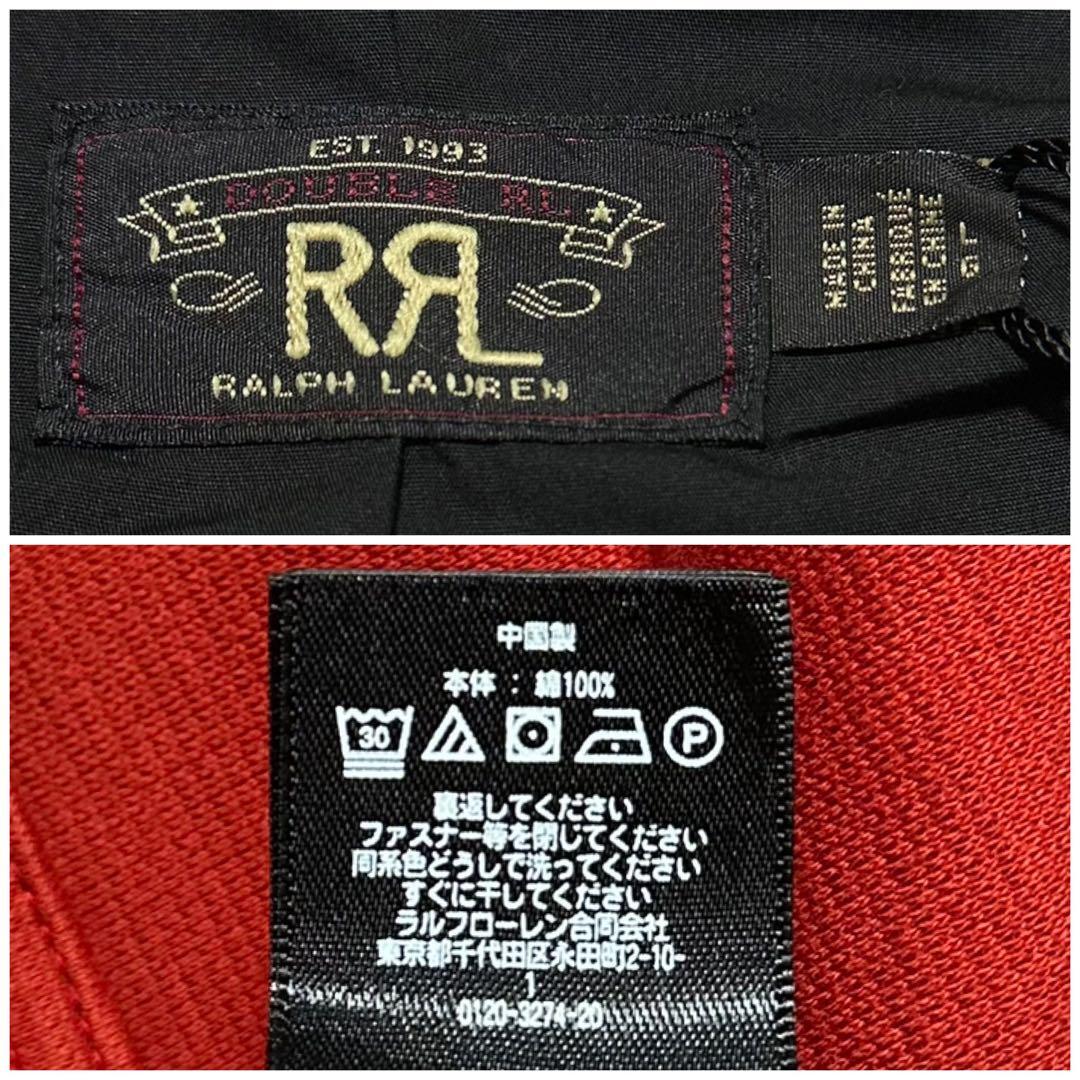 EST. 1993
DOUBLE RL
RRL
RALPH LAUREN
MADE IN
CHINA
FABRIQUÉ
EN CHINE
中国製
本体 : 綿100%
30
P
裏返してください
ファスナー等を閉じてください
同系色どうしで洗ってください
すぐに干してください
ラルフローレン合同会社
東京都千代田区永田町2-10-
1
0120-3274-20